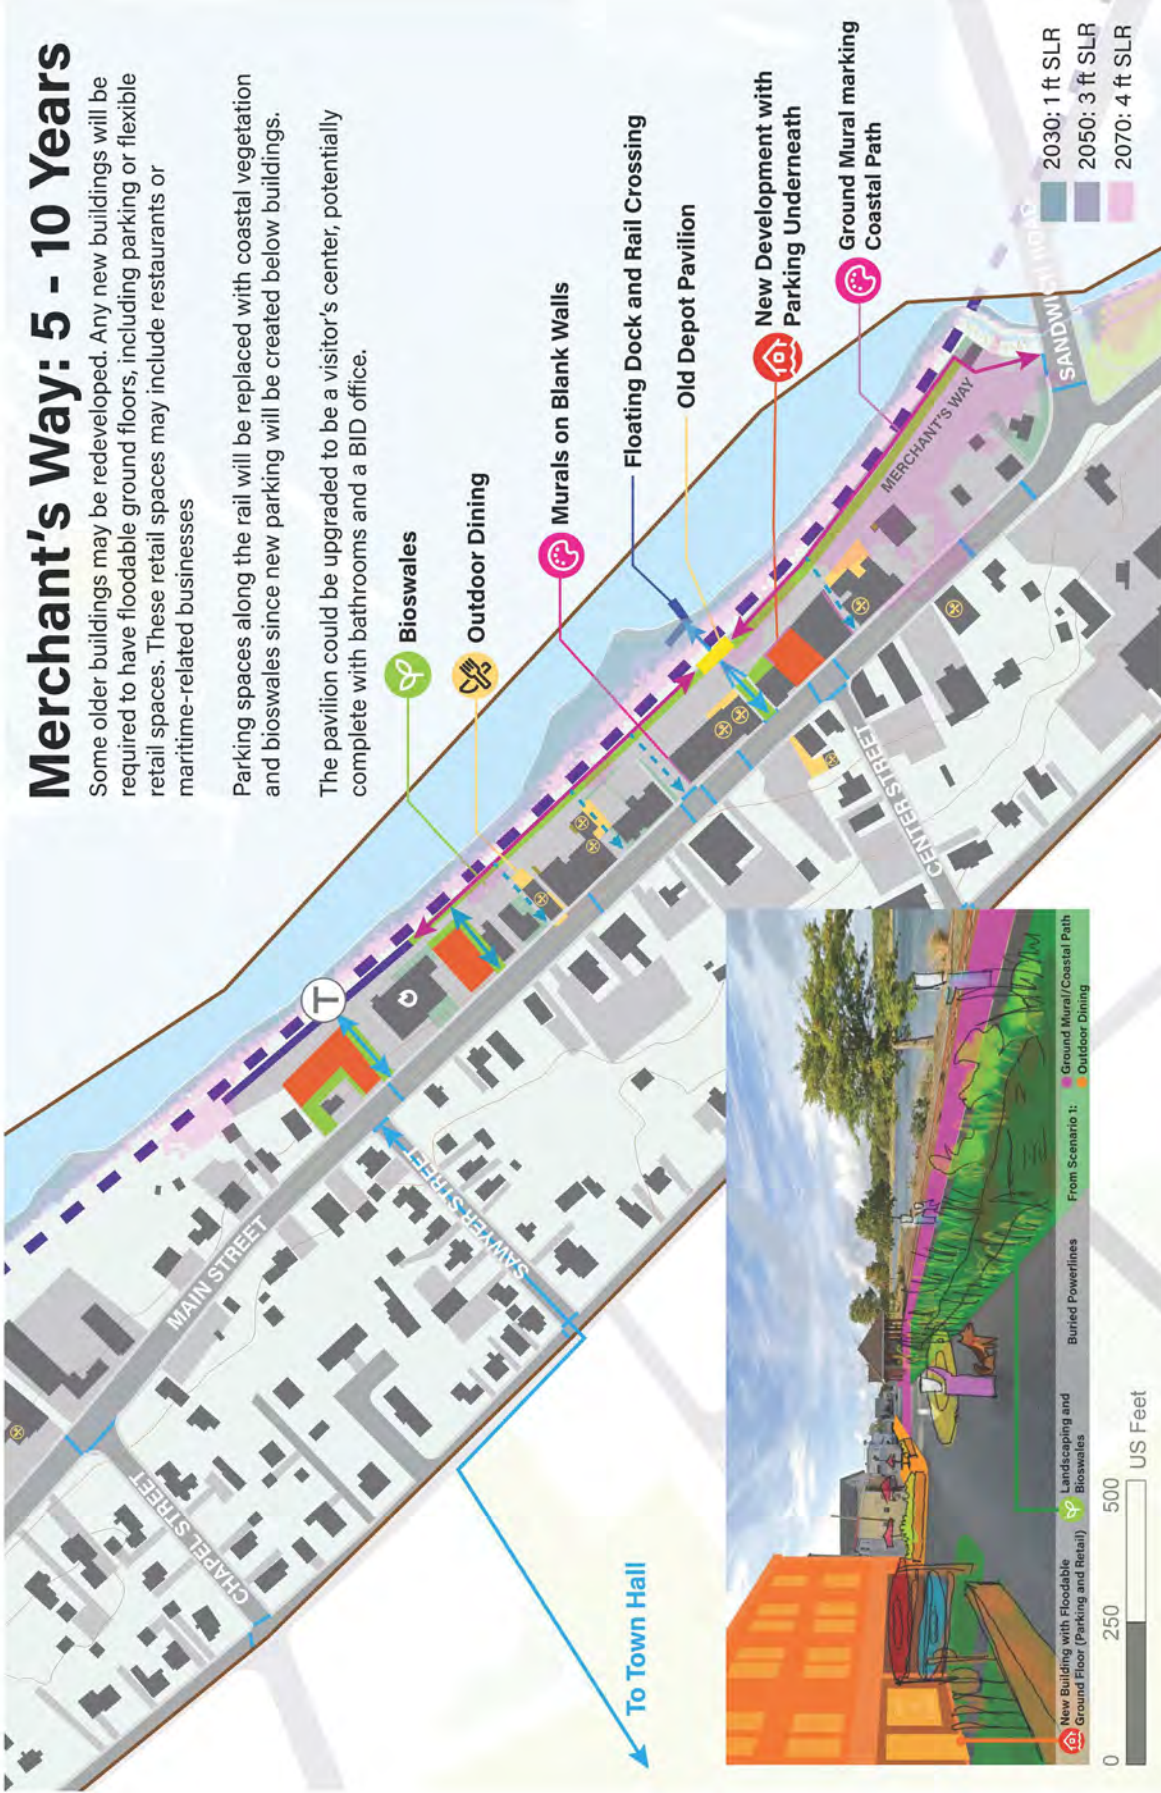 Merchant's Way: 5 - 10 Years
Some older buildings may be redeveloped. Any new buildings will be
required to have floodable ground floors, including parking or flexible
retail spaces. These retail spaces may include restaurants or
maritime-related businesses
Parking spaces along the rail will be replaced with coastal vegetation
and bioswales since new parking will be created below buildings.
The pavilion could be upgraded to be a visitor's center, potentially
complete with bathrooms and a BID office.
Bioswales
Outdoor Dining
Murals on Blank Walls
Floating Dock and Rail Crossing
Old Depot Pavilion
New Development with
Parking Underneath
Ground Mural marking
Coastal Path
T
MAIN STREET
CHAPEL STREET
SAWYER STREET
CENTER STREET
MERCHANT'S WAY
SANDWICH ROAD
To Town Hall
2030: 1 ft SLR
2050: 3 ft SLR
2070: 4 ft SLR
New Building with Floodable
Ground Floor (Parking and Retail)
Landscaping and
Bioswales
Buried Powerlines
From Scenario 1:
Ground Mural/Coastal Path
Outdoor Dining
0 250 500 US Feet